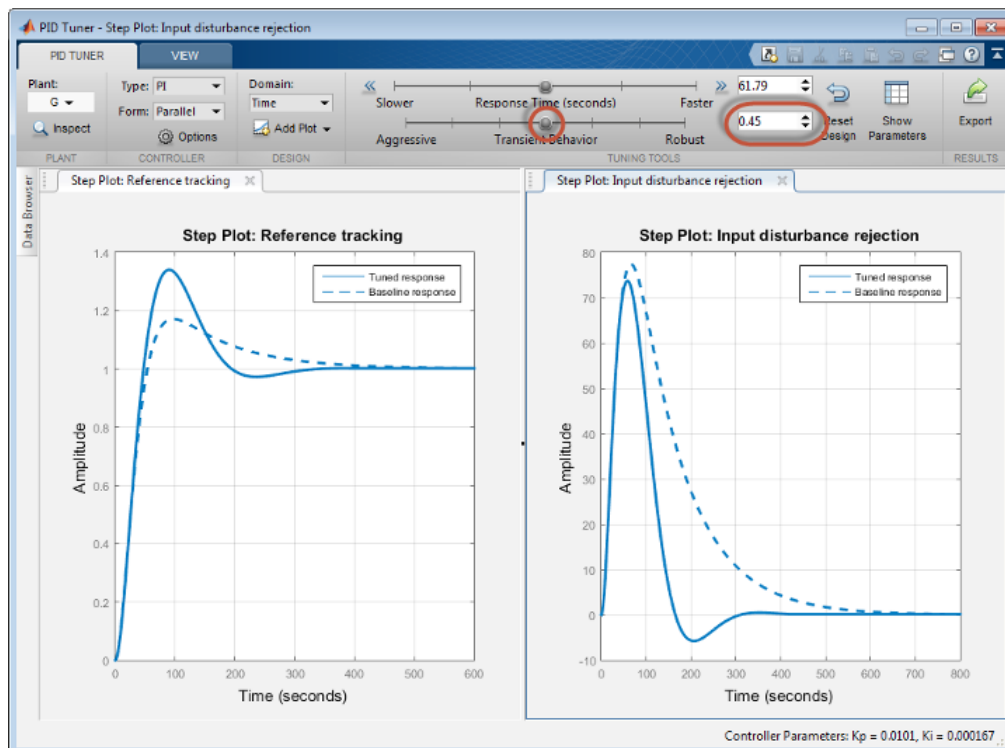 PID Tuner - Step Plot: Input disturbance rejection
PID TUNER
VIEW
Plant:
G
Inspect
PLANT
Type: PI
Form: Parallel
Options
CONTROLLER
Domain:
Time
Add Plot
DESIGN
Slower
Response Time (seconds)
Faster
61.79
Aggressive
Transient Behavior
Robust
0.45
TUNING TOOLS
Reset
Design
Show
Parameters
Export
RESULTS
Data Browser
Step Plot: Reference tracking
Step Plot: Input disturbance rejection
Step Plot: Reference tracking
Tuned response
Baseline response
1.4
1.2
1
0.8
0.6
0.4
0.2
0
Amplitude
0 100 200 300 400 500 600
Time (seconds)
Step Plot: Input disturbance rejection
Tuned response
Baseline response
80
70
60
50
40
30
20
10
0
-10
Amplitude
0 100 200 300 400 500 600 700 800
Time (seconds)
Controller Parameters: Kp = 0.0101, Ki = 0.000167